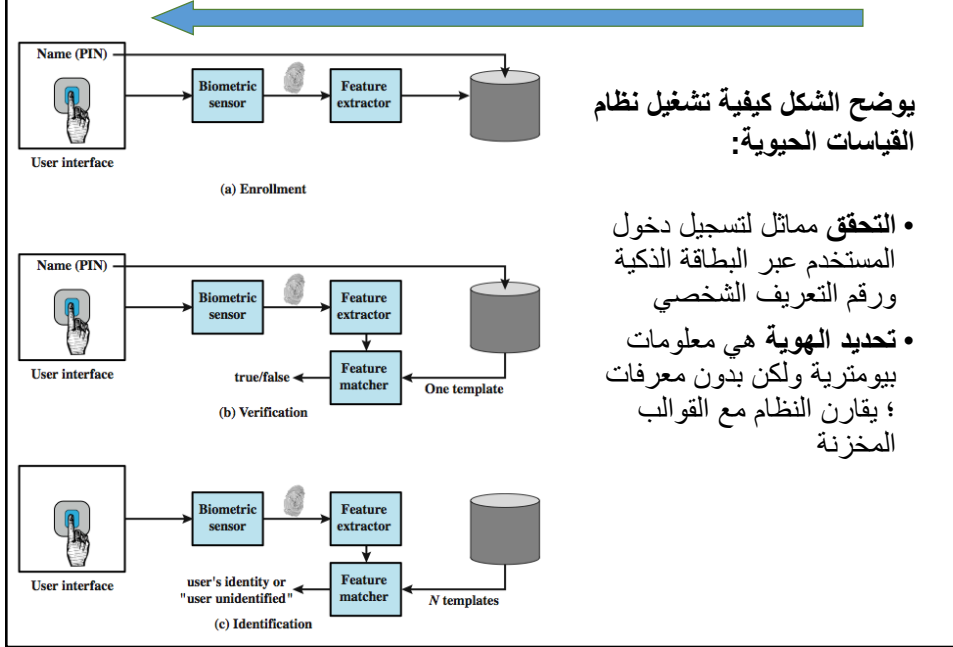 Name (PIN)
Biometric
sensor
Feature
extractor
User interface
(a) Enrollment
Name (PIN)
Biometric
sensor
Feature
extractor
Feature
matcher
true/false
One template
User interface
(b) Verification
Biometric
sensor
Feature
extractor
Feature
matcher
user's identity or
"user unidentified"
N templates
User interface
(c) Identification
يوضح الشكل كيفية تشغيل نظام
القياسات الحيوية:
• التحقق مماثل لتسجيل دخول
المستخدم عبر البطاقة الذكية
ورقم التعريف الشخصي
• تحديد الهوية هي معلومات
بيومترية ولكن بدون معرفات
؛ يقارن النظام مع القوالب
المخزنة